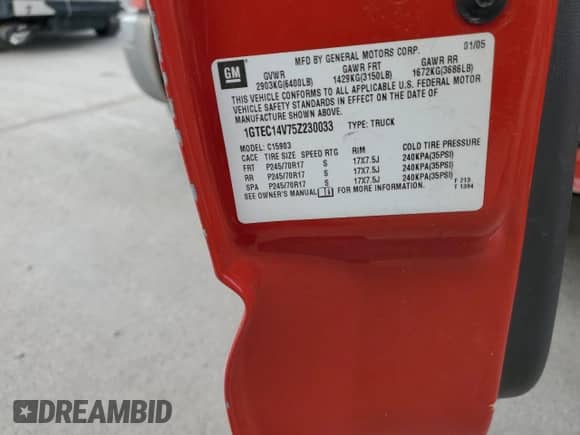 GM
MFD BY GENERAL MOTORS CORP.
01/05
GVWR GAWR FRT GAWR RR
2903KG(6400LB) 1429KG(3150LB) 1672KG(3686LB)
THIS VEHICLE CONFORMS TO ALL APPLICABLE U.S. FEDERAL MOTOR
VEHICLE SAFETY STANDARDS IN EFFECT ON THE DATE OF
MANUFACTURE SHOWN ABOVE.
1GTEC14V75Z230033 TYPE: TRUCK
MODEL: C15903
CACE TIRE SIZE SPEED RTG RIM COLD TIRE PRESSURE
FRT P245/70R17 S 17X7.5J 240KPA(35PSI)
RR P245/70R17 S 17X7.5J 240KPA(35PSI)
SPA P245/70R17 S 17X7.5J 240KPA(35PSI)
SEE OWNER'S MANUAL FOR MORE INFORMATION.
F 213
T 1394
DREAMBID